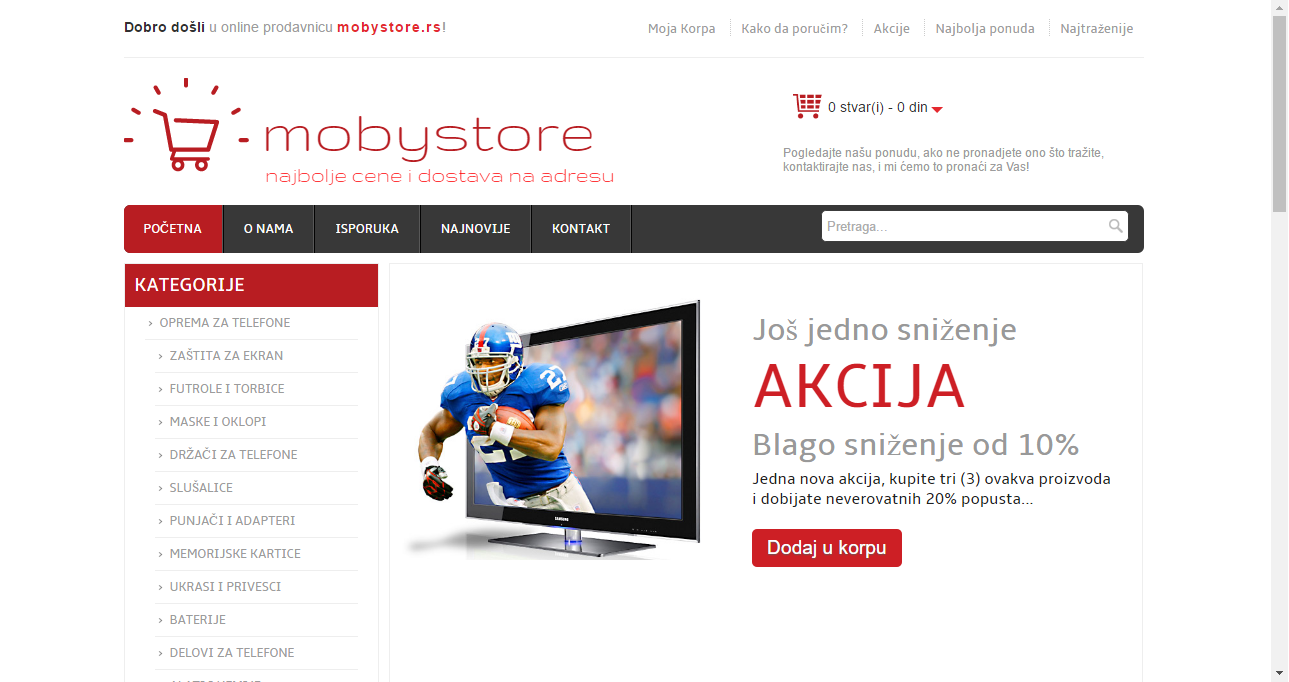 Dobro došli u online prodavnicu mobystore.rs!
Moja Korpa
Kako da poručim?
Akcije
Najbolja ponuda
Najtraženije
mobystore
najbolje cene i dostava na adresu
0 stvar(i) - 0 din
Pogledajte našu ponudu, ako ne pronadjete ono što tražite,
kontaktirajte nas, i mi ćemo to pronaći za Vas!
POČETNA
O NAMA
ISPORUKA
NAJNOVIJE
KONTAKT
Pretraga...
KATEGORIJE
OPREMA ZA TELEFONE
ZAŠTITA ZA EKRAN
FUTROLE I TORBICE
MASKE I OKLOPI
DRŽAČI ZA TELEFONE
SLUŠALICE
PUNJAČI I ADAPTERI
MEMORIJSKE KARTICE
UKRASI I PRIVESCI
BATERIJE
DELOVI ZA TELEFONE
Još jedno sniženje
AKCIJA
Blago sniženje od 10%
Jedna nova akcija, kupite tri (3) ovakva proizvoda
i dobijate neverovatnih 20% popusta...
Dodaj u korpu
SAMSUNG